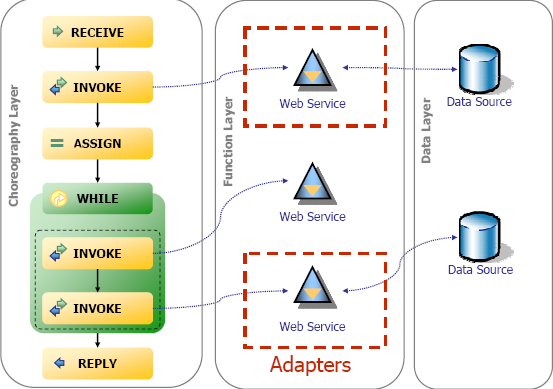 Choreography Layer
RECEIVE
INVOKE
ASSIGN
WHILE
INVOKE
INVOKE
REPLY
Function Layer
Web Service
Web Service
Web Service
Adapters
Data Layer
Data Source
Data Source